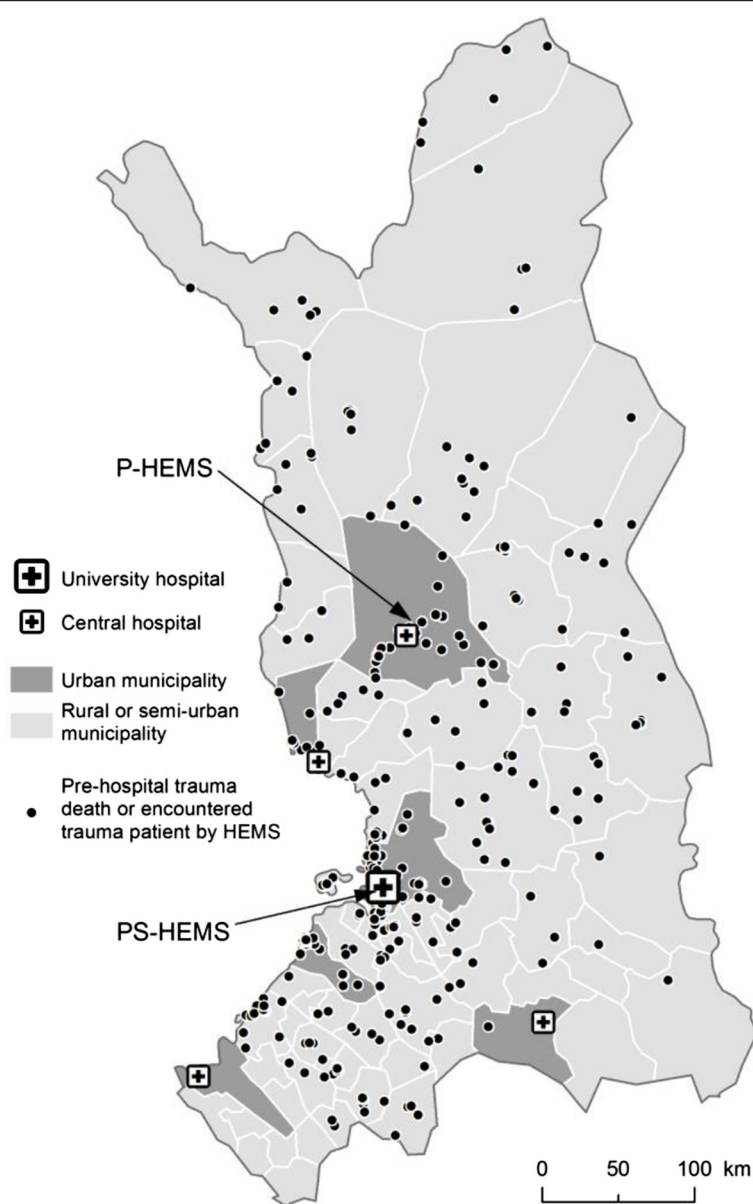 P-HEMS
University hospital
Central hospital
Urban municipality
Rural or semi-urban
municipality
Pre-hospital trauma
death or encountered
trauma patient by HEMS
PS-HEMS
0 50 100 km